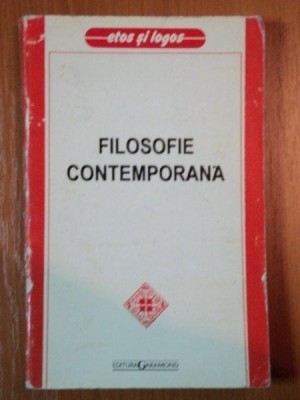 etos și logos
FILOSOFIE
CONTEMPORANĂ
EDITURA GARAMOND